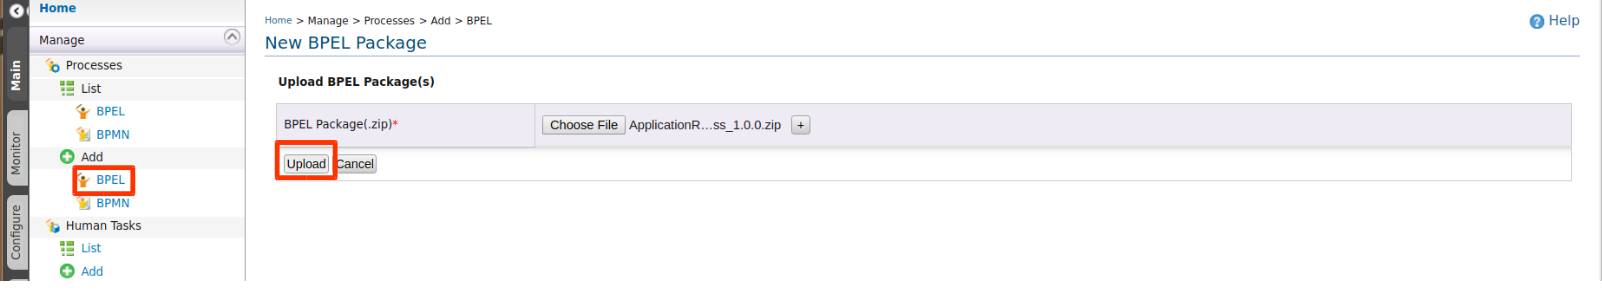 Home
Manage
Processes
List
BPEL
BPMN
Add
BPEL
BPMN
Human Tasks
List
Add
Main
Monitor
Configure
Home > Manage > Processes > Add > BPEL
Help
New BPEL Package
Upload BPEL Package(s)
BPEL Package(.zip)* Choose File ApplicationR...ss_1.0.0.zip +
Upload Cancel